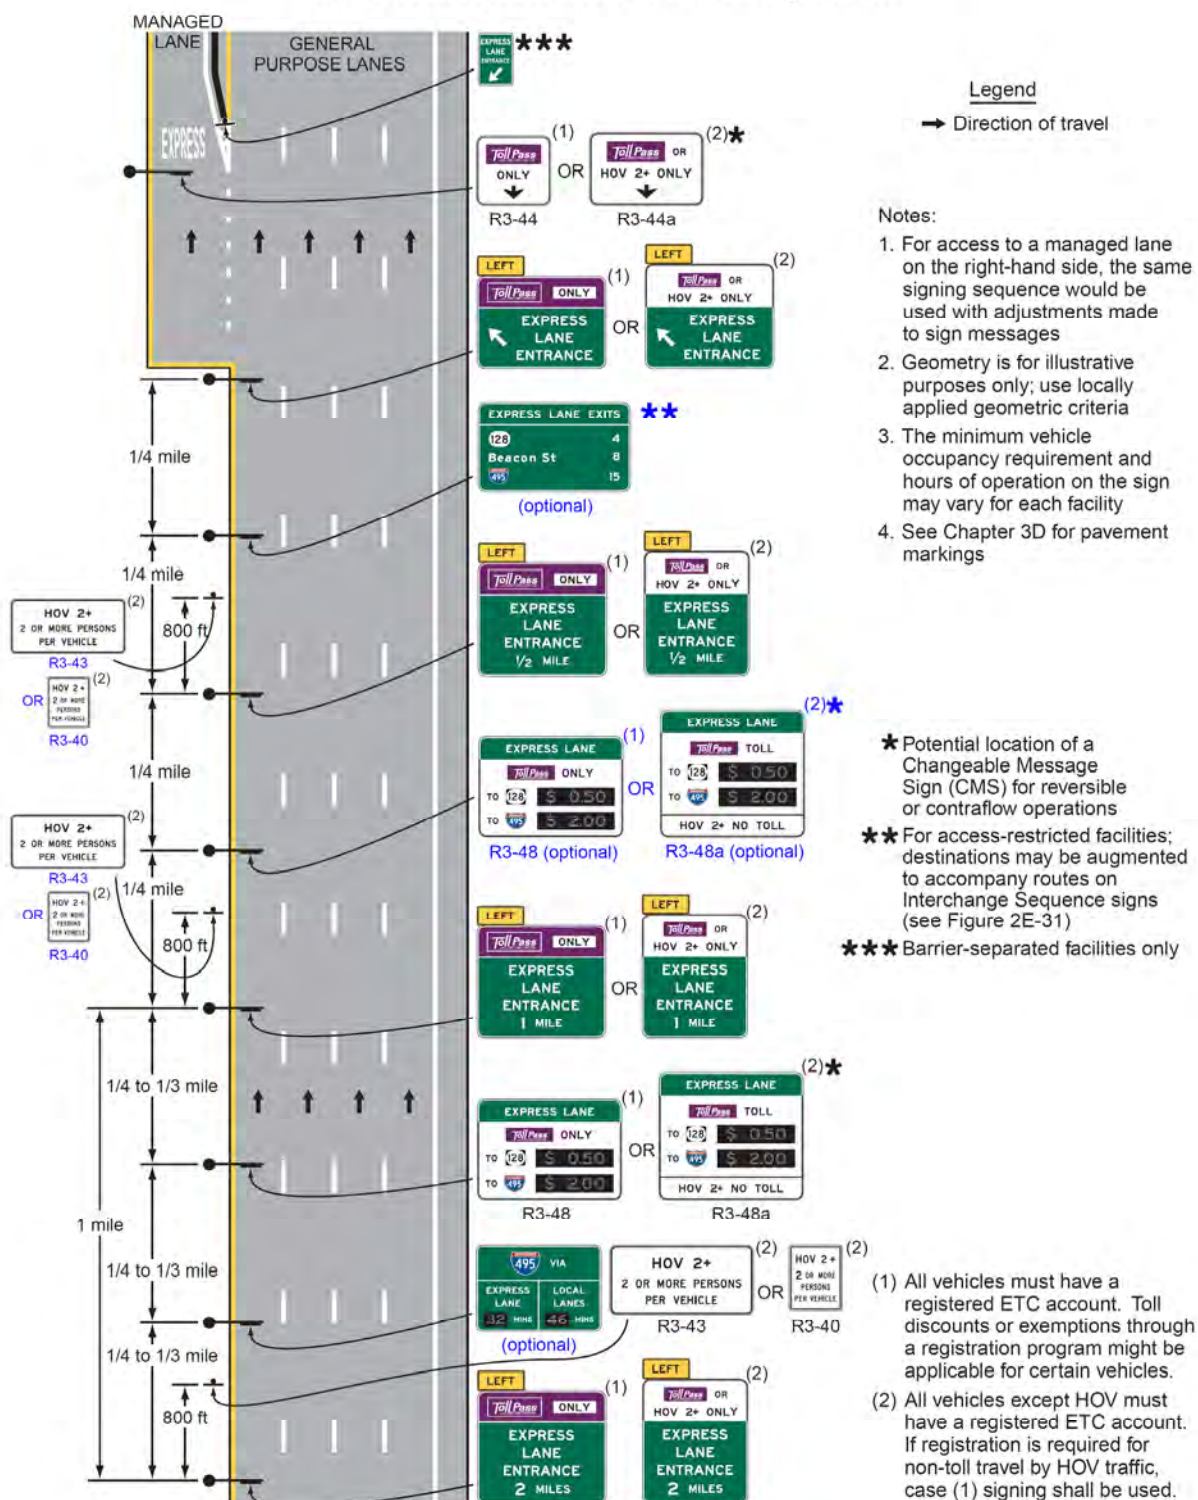 MANAGED
LANE
GENERAL
PURPOSE LANES
EXPRESS
EXPRESS
LANE
ENTRANCE
***
Legend
Direction of travel
Toll Pass
ONLY
R3-44
(1)
OR
Toll Pass OR
HOV 2+ ONLY
R3-44a
(2)*
Notes:
1. For access to a managed lane
on the right-hand side, the same
signing sequence would be
used with adjustments made
to sign messages
2. Geometry is for illustrative
purposes only; use locally
applied geometric criteria
3. The minimum vehicle
occupancy requirement and
hours of operation on the sign
may vary for each facility
4. See Chapter 3D for pavement
markings
LEFT
Toll Pass ONLY
EXPRESS
LANE
ENTRANCE
(1)
OR
LEFT
Toll Pass OR
HOV 2+ ONLY
EXPRESS
LANE
ENTRANCE
(2)
1/4 mile
EXPRESS LANE EXITS
128 4
Beacon St 8
495 15
**
(optional)
1/4 mile
800 ft
HOV 2+
2 OR MORE PERSONS
PER VEHICLE
(2)
R3-43
OR
HOV 2+
2 OR MORE
PERSONS
PER VEHICLE
(2)
R3-40
LEFT
Toll Pass ONLY
EXPRESS
LANE
ENTRANCE
1/2 MILE
(1)
OR
LEFT
Toll Pass OR
HOV 2+ ONLY
EXPRESS
LANE
ENTRANCE
1/2 MILE
(2)
1/4 mile
EXPRESS LANE
Toll Pass ONLY
TO 128 $ 0.50
TO 495 $ 2.00
(1)
R3-48 (optional)
OR
EXPRESS LANE
Toll Pass TOLL
TO 128 $ 0.50
TO 495 $ 2.00
HOV 2+ NO TOLL
(2)*
R3-48a (optional)
* Potential location of a
Changeable Message
Sign (CMS) for reversible
or contraflow operations
** For access-restricted facilities;
destinations may be augmented
to accompany routes on
Interchange Sequence signs
(see Figure 2E-31)
*** Barrier-separated facilities only
HOV 2+
2 OR MORE PERSONS
PER VEHICLE
(2)
R3-43
OR
HOV 2+
2 OR MORE
PERSONS
PER VEHICLE
(2)
R3-40
1/4 mile
800 ft
LEFT
Toll Pass ONLY
EXPRESS
LANE
ENTRANCE
1 MILE
(1)
OR
LEFT
Toll Pass OR
HOV 2+ ONLY
EXPRESS
LANE
ENTRANCE
1 MILE
(2)
1/4 to 1/3 mile
EXPRESS LANE
Toll Pass ONLY
TO 128 $ 0.50
TO 495 $ 2.00
(1)
R3-48
OR
EXPRESS LANE
Toll Pass TOLL
TO 128 $ 0.50
TO 495 $ 2.00
HOV 2+ NO TOLL
(2)*
R3-48a
1 mile
1/4 to 1/3 mile
495 VIA
EXPRESS
LANE
32 MINS
LOCAL
LANES
46 MINS
(optional)
HOV 2+
2 OR MORE PERSONS
PER VEHICLE
(2)
R3-43
OR
HOV 2+
2 OR MORE
PERSONS
PER VEHICLE
(2)
R3-40
1/4 to 1/3 mile
800 ft
LEFT
Toll Pass ONLY
EXPRESS
LANE
ENTRANCE
2 MILES
(1)
OR
LEFT
Toll Pass OR
HOV 2+ ONLY
EXPRESS
LANE
ENTRANCE
2 MILES
(2)
(1) All vehicles must have a
registered ETC account. Toll
discounts or exemptions through
a registration program might be
applicable for certain vehicles.
(2) All vehicles except HOV must
have a registered ETC account.
If registration is required for
non-toll travel by HOV traffic,
case (1) signing shall be used.